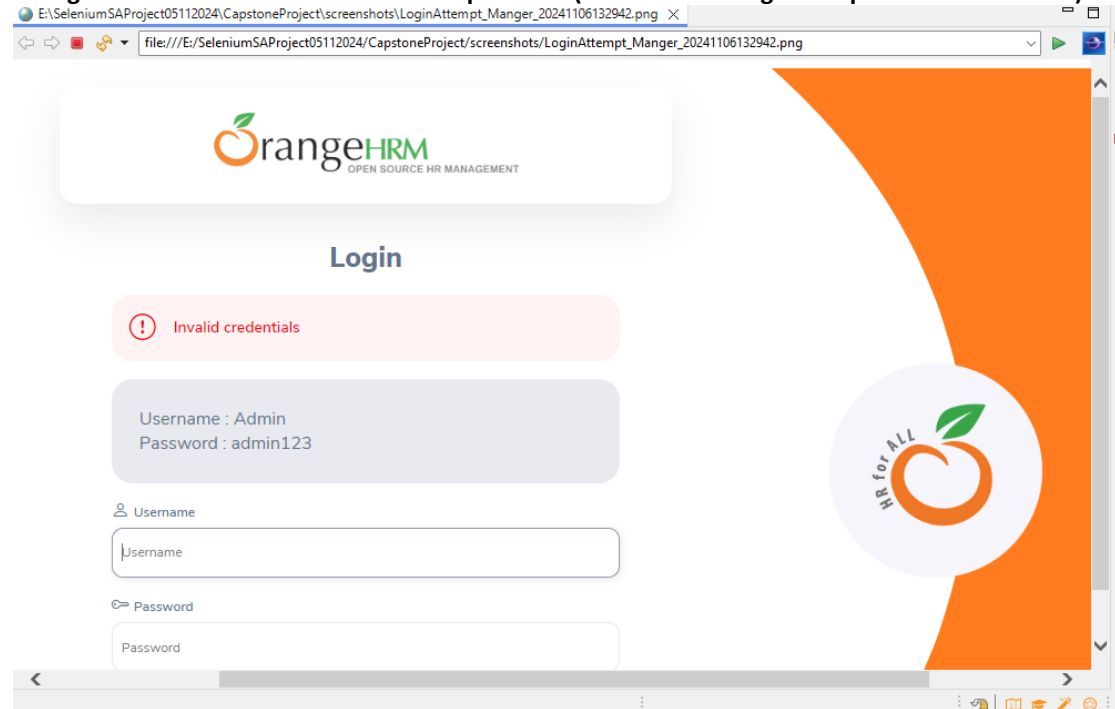 E:\SeleniumSAProject05112024\CapstoneProject\screenshots\LoginAttempt_Manger_20241106132942.png
file:///E:/SeleniumSAProject05112024/CapstoneProject/screenshots/LoginAttempt_Manger_20241106132942.png
OrangeHRM
OPEN SOURCE HR MANAGEMENT
Login
Invalid credentials
Username : Admin
Password : admin123
HR for ALL
Username
Username
Password
Password